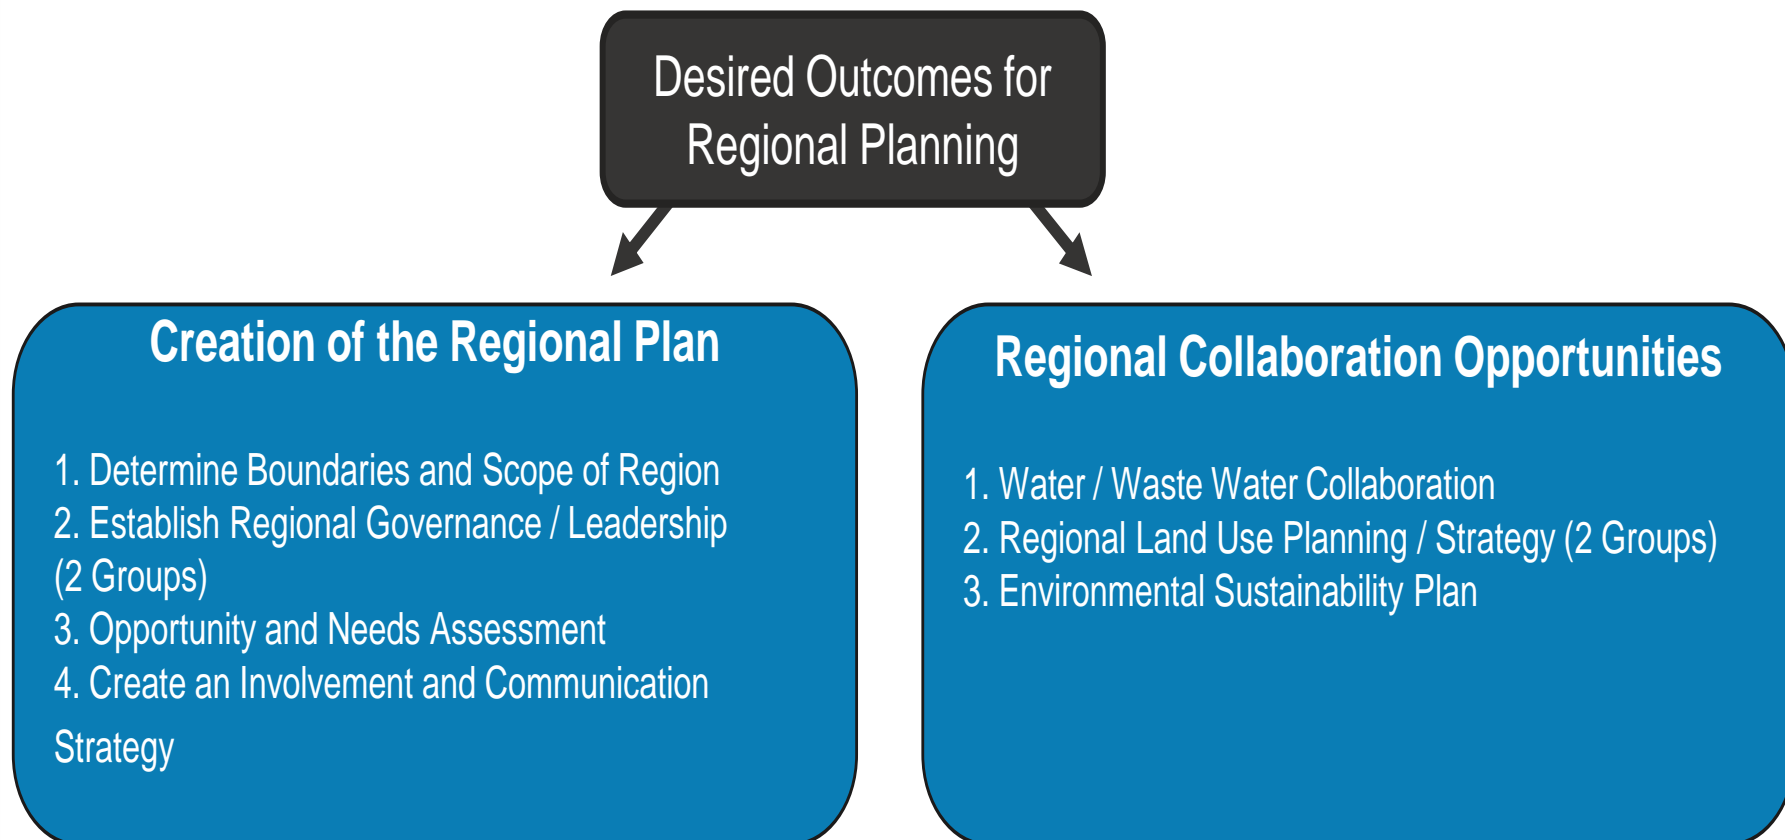 Desired Outcomes for
Regional Planning
Creation of the Regional Plan
1. Determine Boundaries and Scope of Region
2. Establish Regional Governance / Leadership
(2 Groups)
3. Opportunity and Needs Assessment
4. Create an Involvement and Communication
Strategy
Regional Collaboration Opportunities
1. Water / Waste Water Collaboration
2. Regional Land Use Planning / Strategy (2 Groups)
3. Environmental Sustainability Plan